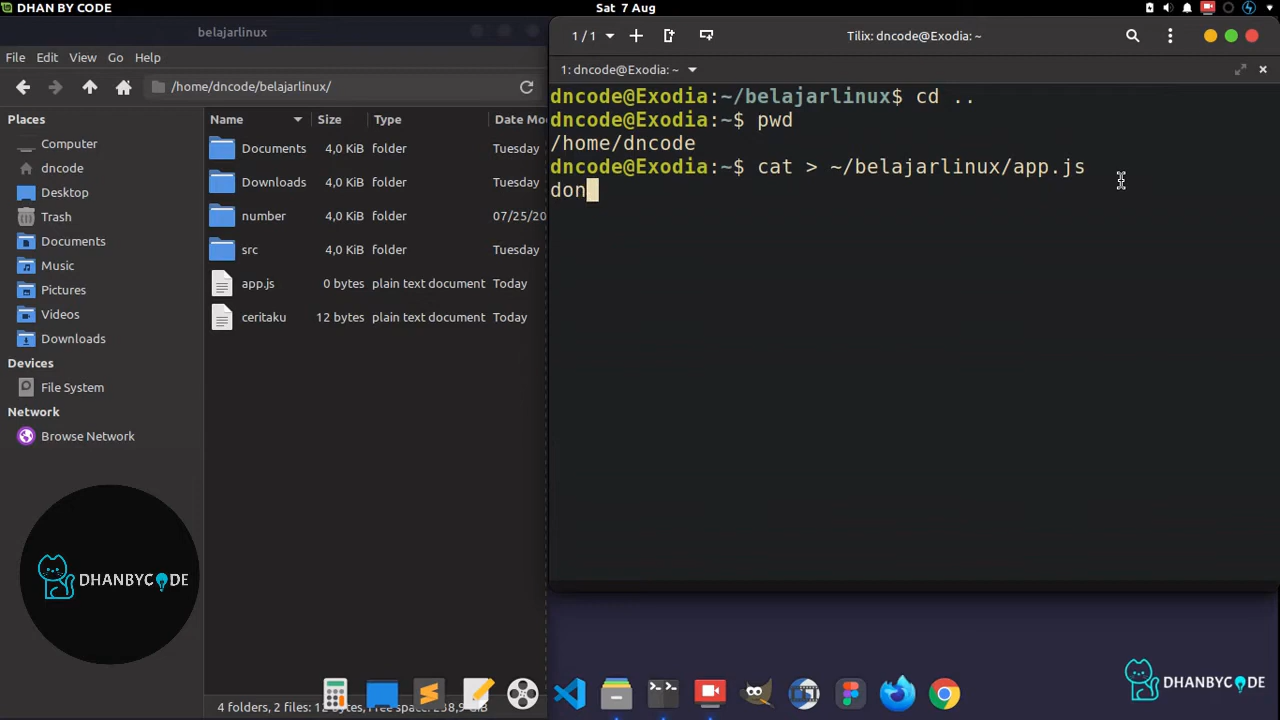 DHAN BY CODE
Sat 7 Aug
belajarlinux
File Edit View Go Help
/home/dncode/belajarlinux/
Places
Computer
dncode
Desktop
Trash
Documents
Music
Pictures
Videos
Downloads
Devices
File System
Network
Browse Network
Name Size Type Date Mo
Documents 4,0 KiB folder Tuesday
Downloads 4,0 KiB folder Tuesday
number 4,0 KiB folder 07/25/20
src 4,0 KiB folder Tuesday
app.js 0 bytes plain text document Today
ceritaku 12 bytes plain text document Today
4 folders, 2 files: 12 bytes, Free space:
DHANBYCODE
1 / 1
Tilix: dncode@Exodia: ~
1: dncode@Exodia: ~
dncode@Exodia:~/belajarlinux$ cd ..
dncode@Exodia:~$ pwd
/home/dncode
dncode@Exodia:~$ cat > ~/belajarlinux/app.js
don
DHANBYCODE